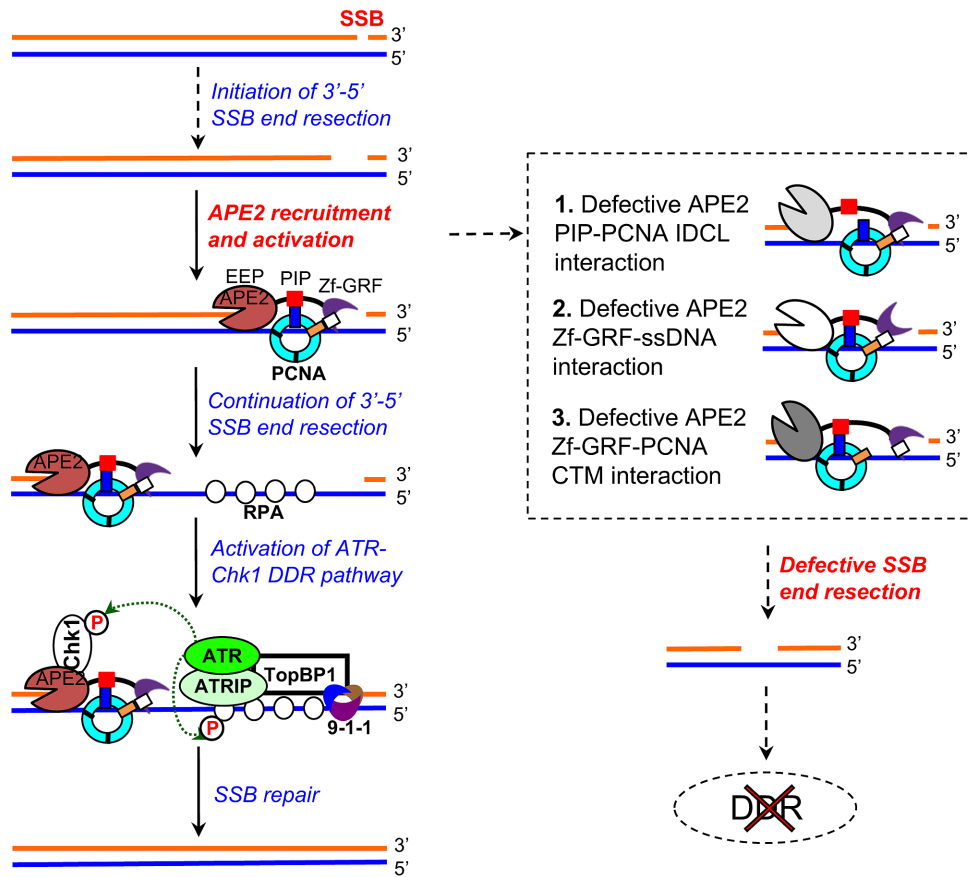 SSB
3’
5’
Initiation of 3’-5’
SSB end resection
3’
5’
APE2 recruitment
and activation
EEP
PIP
Zf-GRF
APE2
PCNA
Continuation of 3’-5’
SSB end resection
APE2
3’
5’
RPA
Activation of ATR-
Chk1 DDR pathway
P
Chk1
ATR
TopBP1
ATRIP
APE2
3’
5’
P
9-1-1
SSB repair
3’
5’
1. Defective APE2
PIP-PCNA IDCL
interaction
3’
5’
2. Defective APE2
Zf-GRF-ssDNA
interaction
3’
5’
3. Defective APE2
Zf-GRF-PCNA
CTM interaction
3’
5’
Defective SSB
end resection
3’
5’
DDR